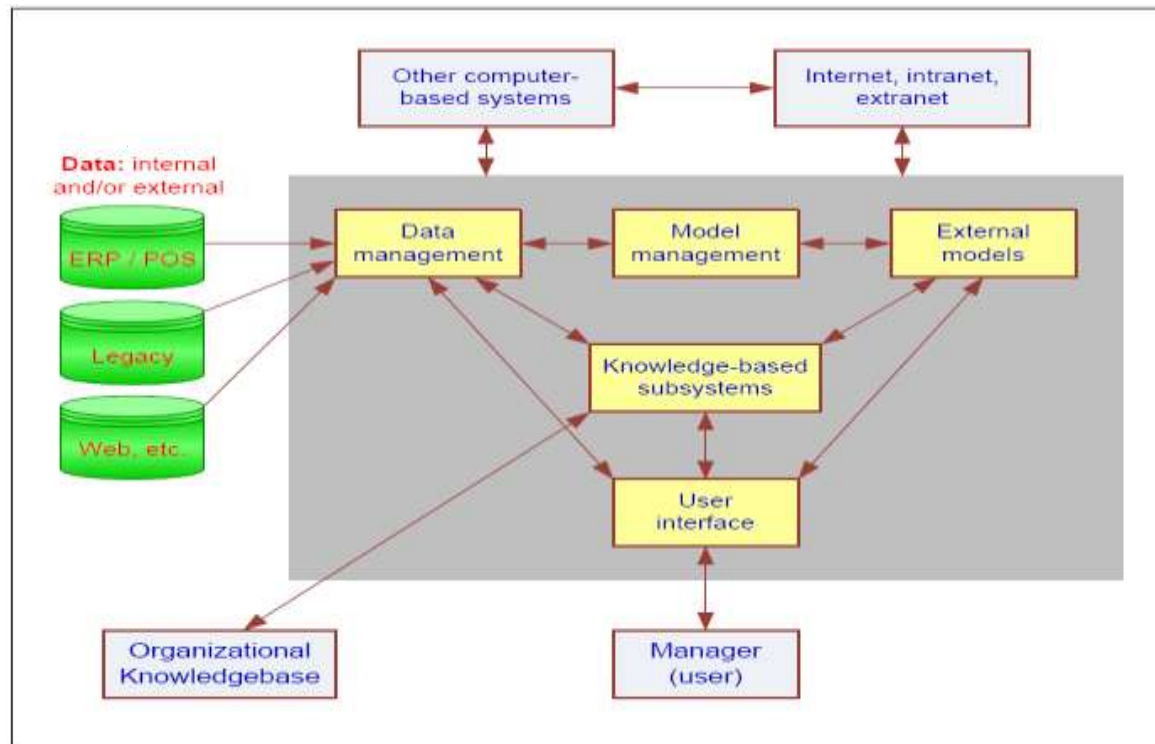 Other computer-
based systems
Internet, intranet,
extranet
Data: internal
and/or external
ERP / POS
Legacy
Web, etc.
Data
management
Model
management
External
models
Knowledge-based
subsystems
User
interface
Organizational
Knowledgebase
Manager
(user)